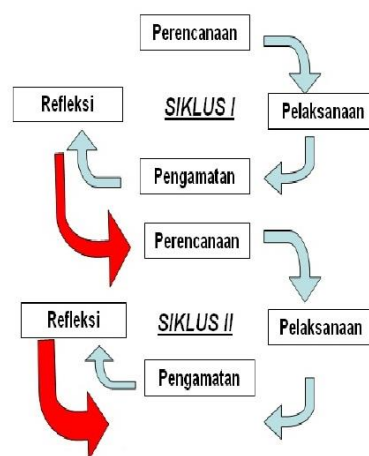 Perencanaan
Refleksi
SIKLUS I
Pelaksanaan
Pengamatan
Perencanaan
Refleksi
SIKLUS II
Pelaksanaan
Pengamatan